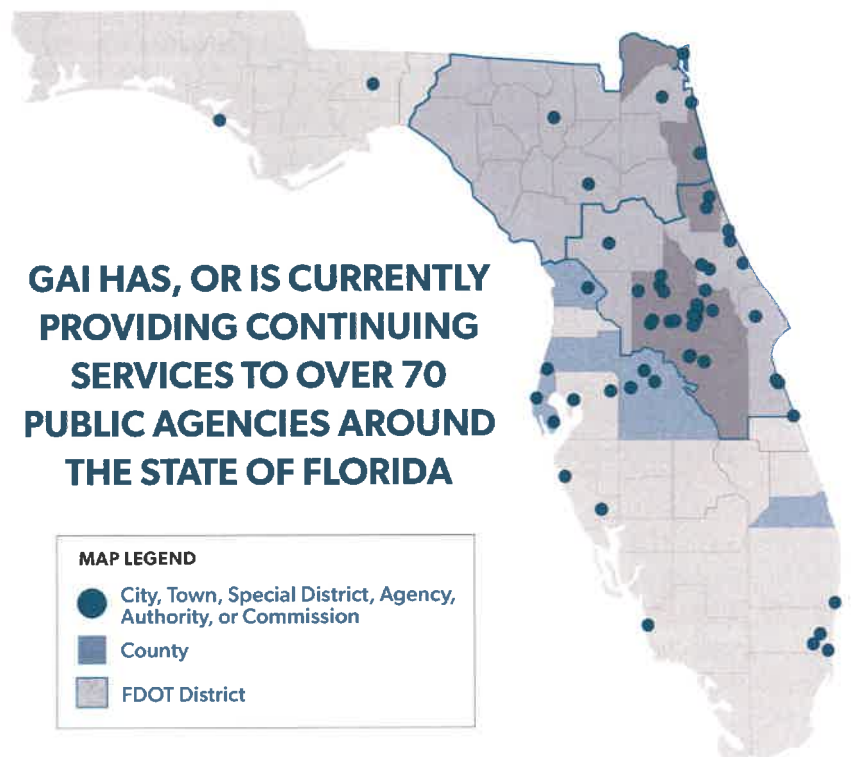 GAI HAS, OR IS CURRENTLY
PROVIDING CONTINUING
SERVICES TO OVER 70
PUBLIC AGENCIES AROUND
THE STATE OF FLORIDA
MAP LEGEND
City, Town, Special District, Agency,
Authority, or Commission
County
FDOT District